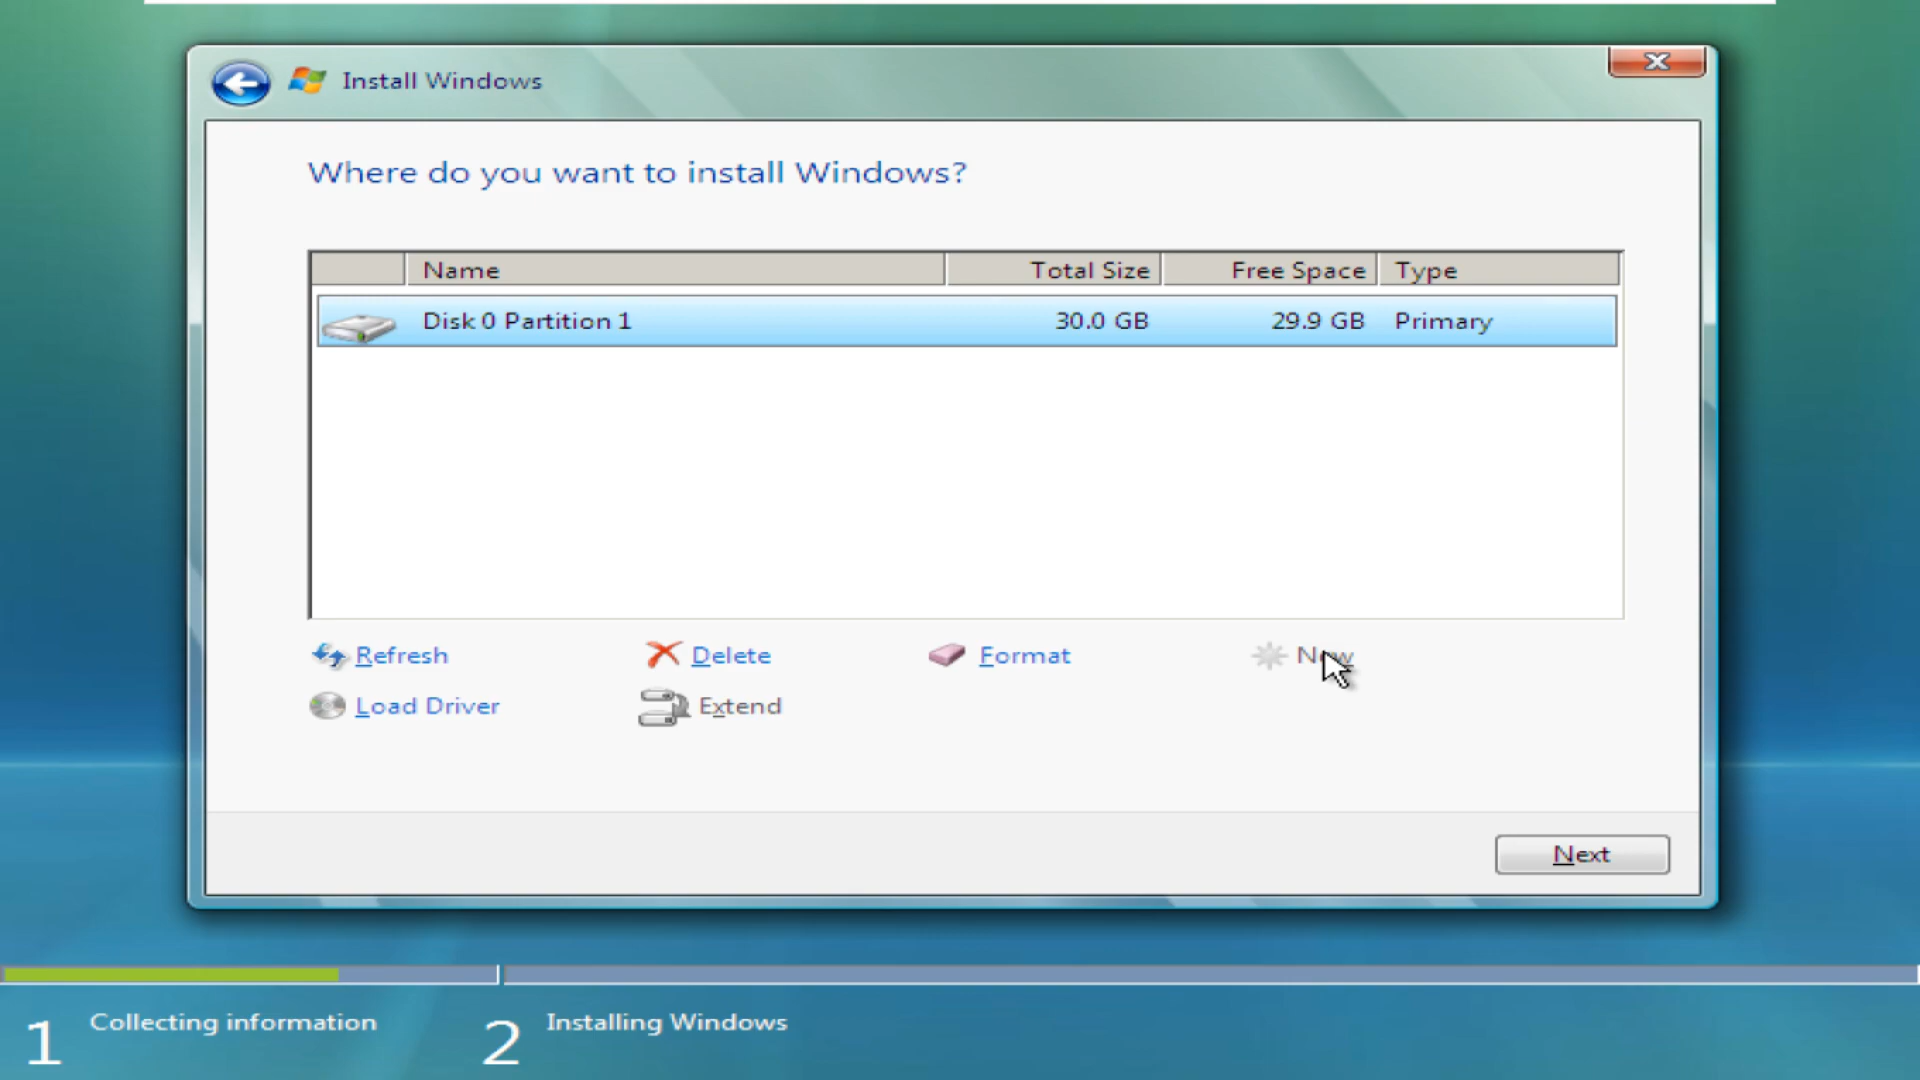 Install Windows
Where do you want to install Windows?
Name Total Size Free Space Type
Disk 0 Partition 1 30.0 GB 29.9 GB Primary
Refresh Delete Format New
Load Driver Extend
Next
1 Collecting information 2 Installing Windows